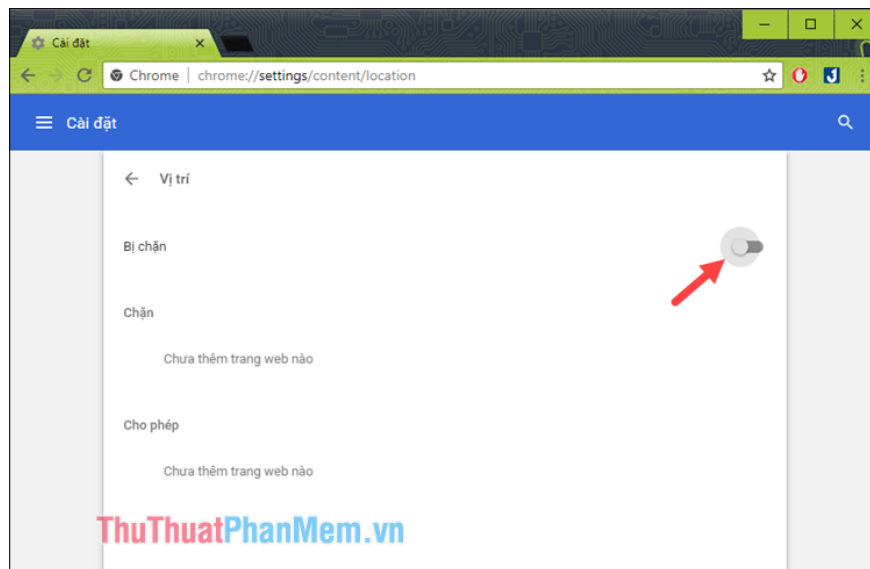 Cài đặt
Chrome | chrome://settings/content/location
Cài đặt
Vị trí
Bị chặn
Chặn
Chưa thêm trang web nào
Cho phép
Chưa thêm trang web nào
ThuThuatPhanMem.vn